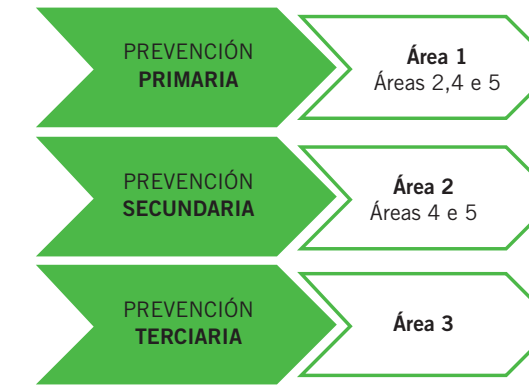 PREVENCIÓN
PRIMARIA
Área 1
Áreas 2,4 e 5
PREVENCIÓN
SECUNDARIA
Área 2
Áreas 4 e 5
PREVENCIÓN
TERCIARIA
Área 3